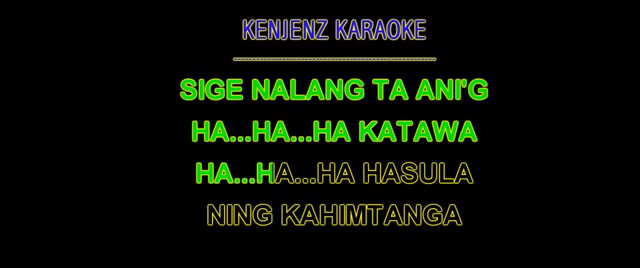 KENJENZ KARAOKE
SIGE NALANG TA ANI'G
HA...HA...HA KATAWA
HA...HA...HA HASULA
NING KAHIMTANGA